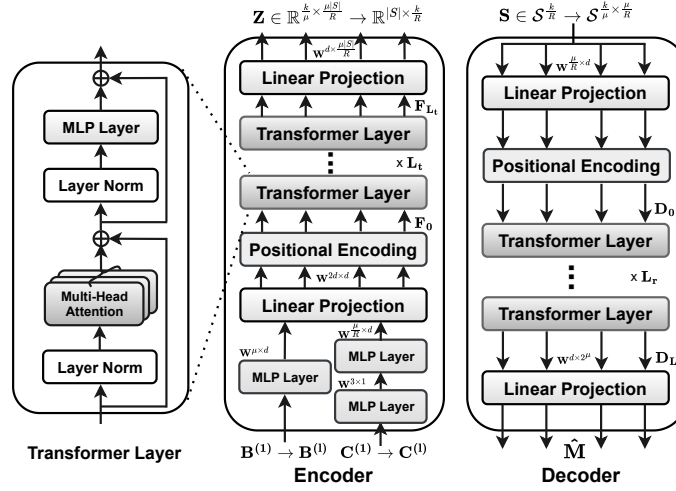 MLP Layer
Layer Norm
Multi-Head
Attention
Layer Norm
Transformer Layer
Z ∈ ℝ^{k/μ × μ|S|/R} → ℝ^{|S| × k/R}
W^{d × μ|S|/R}
Linear Projection
F_{L_t}
Transformer Layer
x L_t
Transformer Layer
F_0
Positional Encoding
W^{2d×d}
Linear Projection
W^{μ×d}
W^{μ/R × d}
MLP Layer
MLP Layer
W^{3×1}
MLP Layer
B^{(1)} → B^{(l)} C^{(1)} → C^{(l)}
Encoder
S ∈ 𝒮^{k/R} → 𝒮^{k/μ × μ/R}
W^{μ/R × d}
Linear Projection
Positional Encoding
D_0
Transformer Layer
x L_r
Transformer Layer
W^{d×2^μ}
D_L
Linear Projection
M̂
Decoder